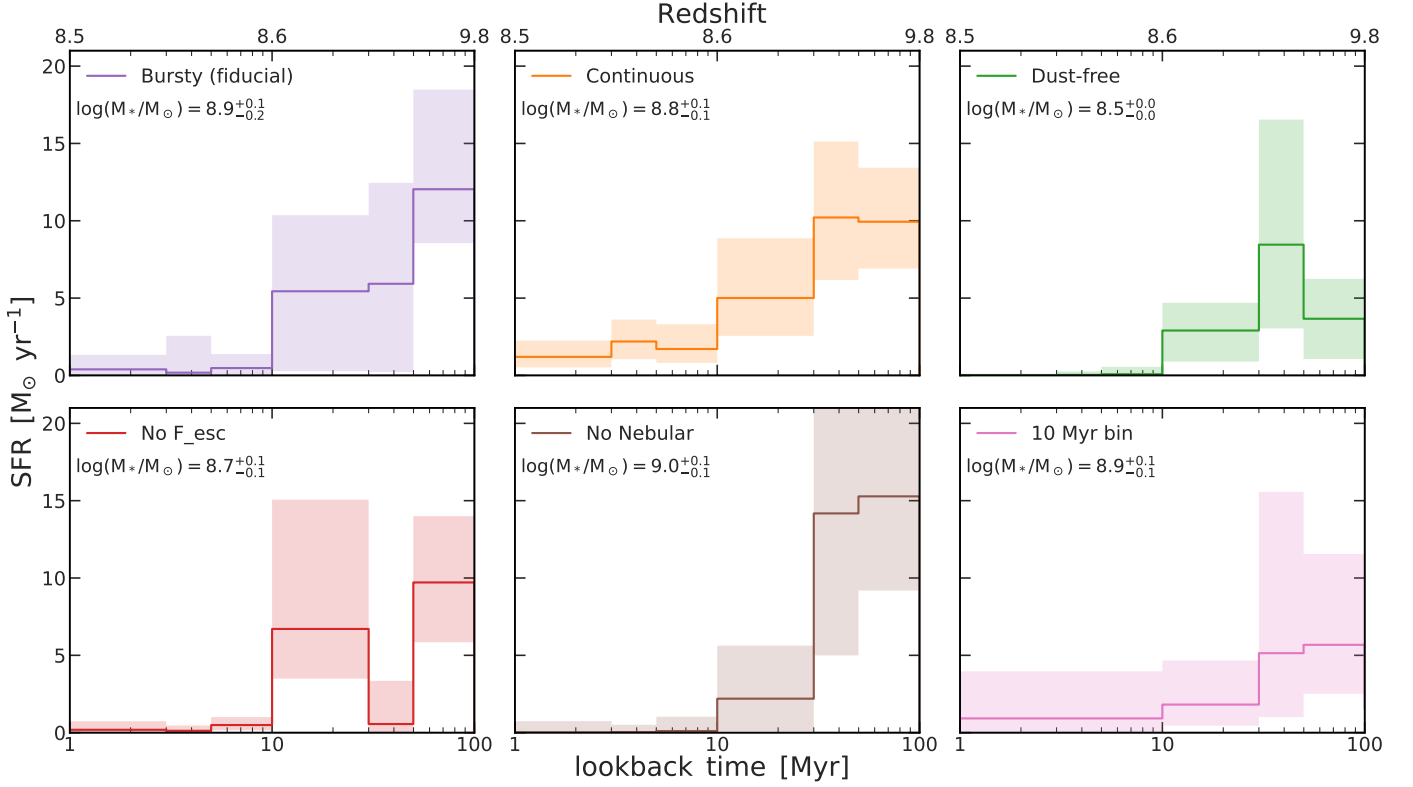 Redshift
8.5 8.6 9.8 8.5 8.6 9.8 8.5 8.6 9.8
20
15
10
5
0
Bursty (fiducial)
log(M∗/M⊙) = 8.9+0.1−0.2
Continuous
log(M∗/M⊙) = 8.8+0.1−0.1
Dust-free
log(M∗/M⊙) = 8.5+0.0−0.0
SFR [M⊙ yr−1]
20
15
10
5
0
No F_esc
log(M∗/M⊙) = 8.7+0.1−0.1
No Nebular
log(M∗/M⊙) = 9.0+0.1−0.1
10 Myr bin
log(M∗/M⊙) = 8.9+0.1−0.1
1 10 100 1 10 100 1 10 100
lookback time [Myr]